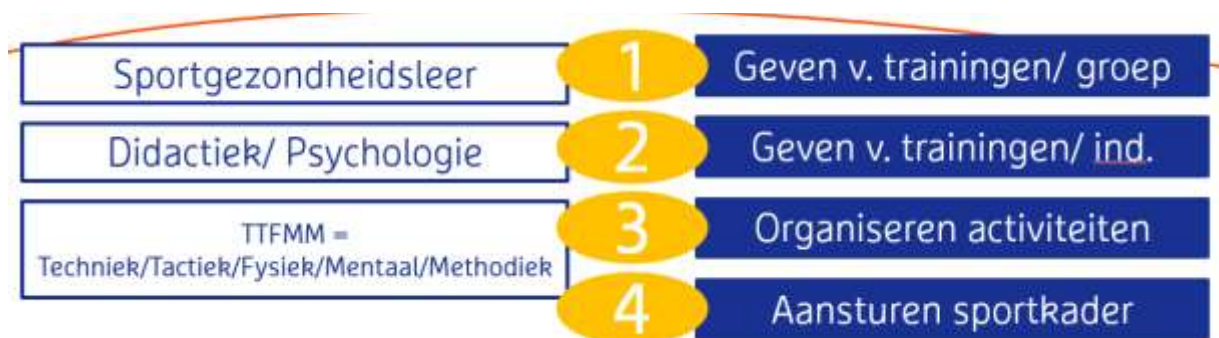 Sportgezondheidsleer
1
Geven v. trainingen/ groep
Didactiek/ Psychologie
2
Geven v. trainingen/ ind.
TTFMM =
Techniek/Tactiek/Fysiek/Mentaal/Methodiek
3
Organiseren activiteiten
4
Aansturen sportkader